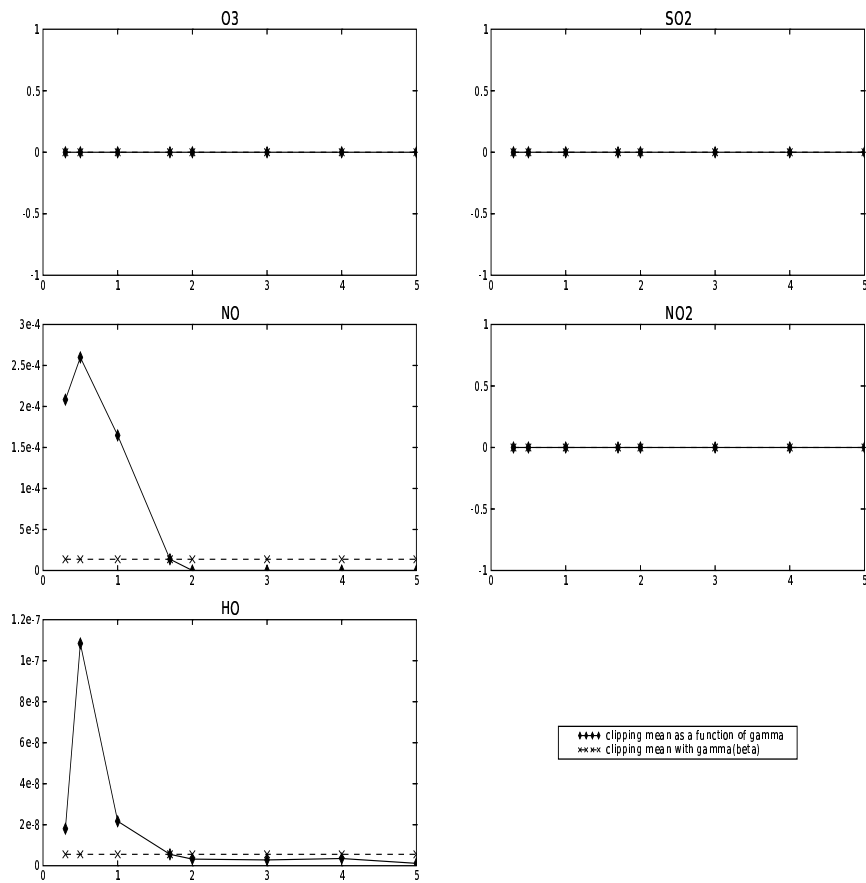 O3
1
0.5
0
-0.5
-1
0 1 2 3 4 5
SO2
1
0.5
0
-0.5
-1
0 1 2 3 4 5
NO
3e-4
2.5e-4
2e-4
1.5e-4
1e-4
5e-5
0
0 1 2 3 4 5
NO2
1
0.5
0
-0.5
-1
0 1 2 3 4 5
HO
1.2e-7
1e-7
8e-8
6e-8
4e-8
2e-8
0
0 1 2 3 4 5
clipping mean as a function of gamma
clipping mean with gamma(beta)